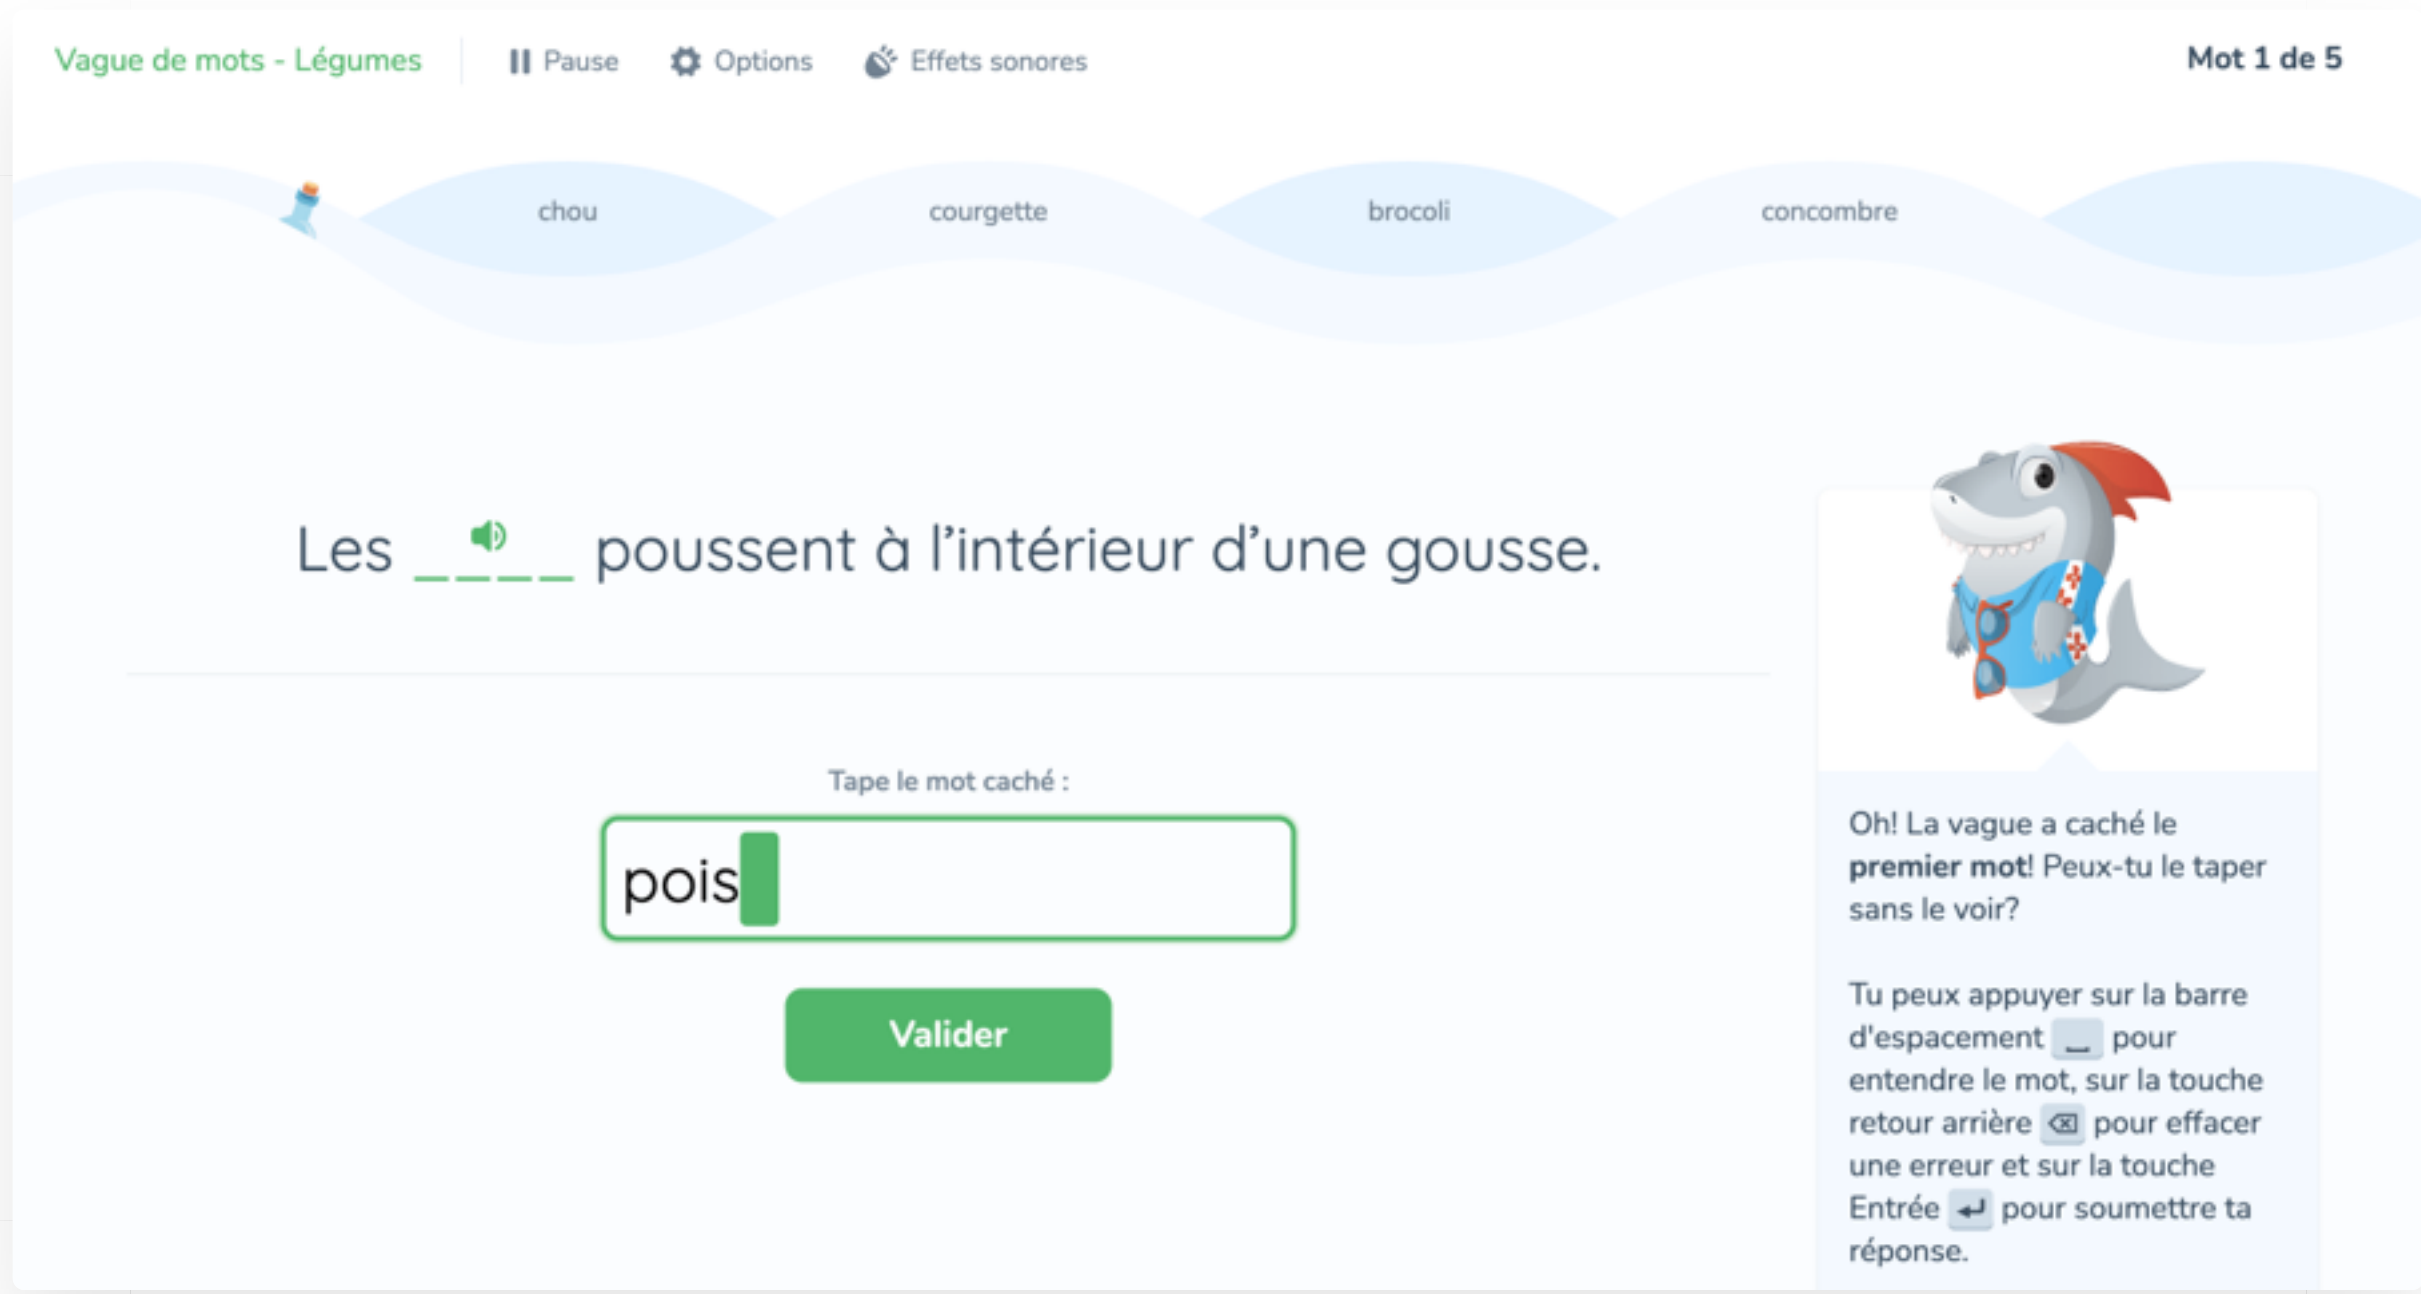 Vague de mots - Légumes
Pause
Options
Effets sonores
Mot 1 de 5
chou
courgette
brocoli
concombre
Les ____ poussent à l’intérieur d’une gousse.
Tape le mot caché :
pois
Valider
Oh! La vague a caché le
premier mot! Peux-tu le taper
sans le voir?
Tu peux appuyer sur la barre
d'espacement pour
entendre le mot, sur la touche
retour arrière pour effacer
une erreur et sur la touche
Entrée pour soumettre ta
réponse.